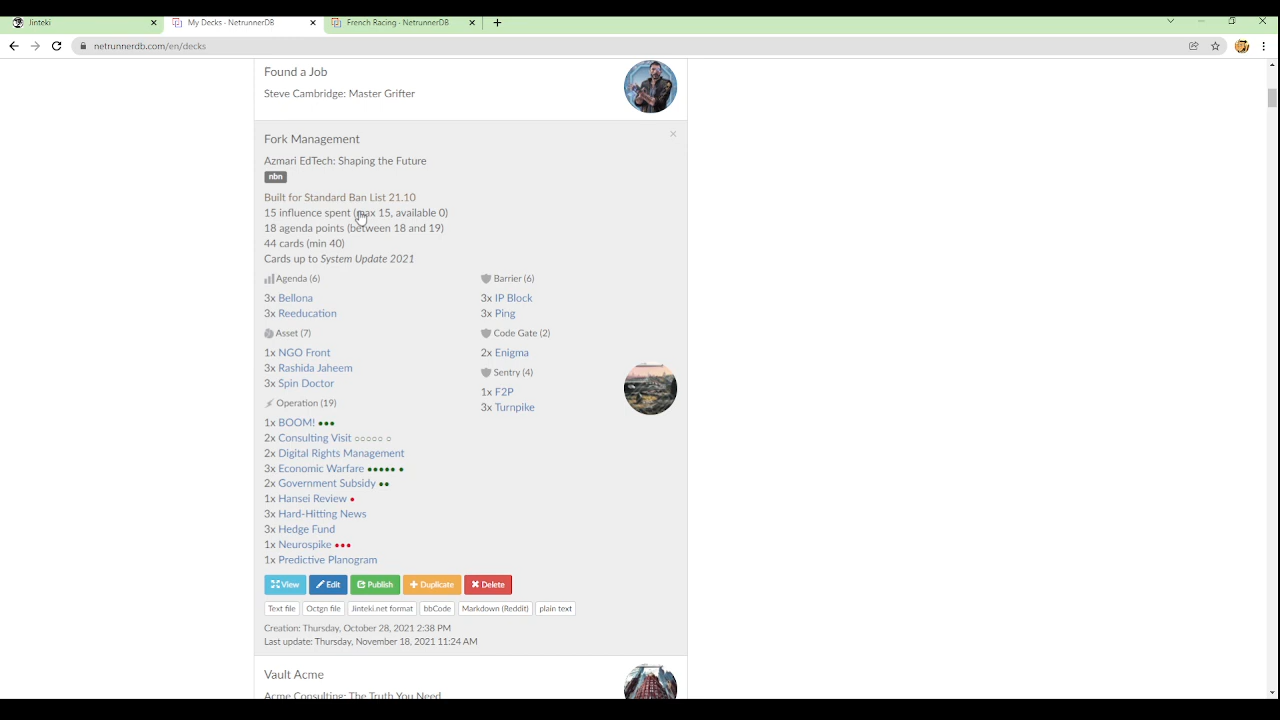 Jinteki
My Decks · NetrunnerDB
French Racing · NetrunnerDB
netrunnerdb.com/en/decks
Found a Job
Steve Cambridge: Master Grifter
Fork Management
Azmari EdTech: Shaping the Future
nbn
Built for Standard Ban List 21.10
15 influence spent (max 15, available 0)
18 agenda points (between 18 and 19)
44 cards (min 40)
Cards up to System Update 2021
Agenda (6)
3x Bellona
3x Reeducation
Asset (7)
1x NGO Front
3x Rashida Jaheem
3x Spin Doctor
Operation (19)
1x BOOM! ●●●
2x Consulting Visit ○○○○○ ○
2x Digital Rights Management
3x Economic Warfare ●●●●● ●
2x Government Subsidy ●●
1x Hansei Review ●
3x Hard-Hitting News
3x Hedge Fund
1x Neurospike ●●●
1x Predictive Planogram
Barrier (6)
3x IP Block
3x Ping
Code Gate (2)
2x Enigma
Sentry (4)
1x F2P
3x Turnpike
View Edit Publish Duplicate Delete
Text file Octgn file Jinteki.net format bbCode Markdown (Reddit) plain text
Creation: Thursday, October 28, 2021 2:38 PM
Last update: Thursday, November 18, 2021 11:24 AM
Vault Acme
Acme Consulting: The Truth You Need